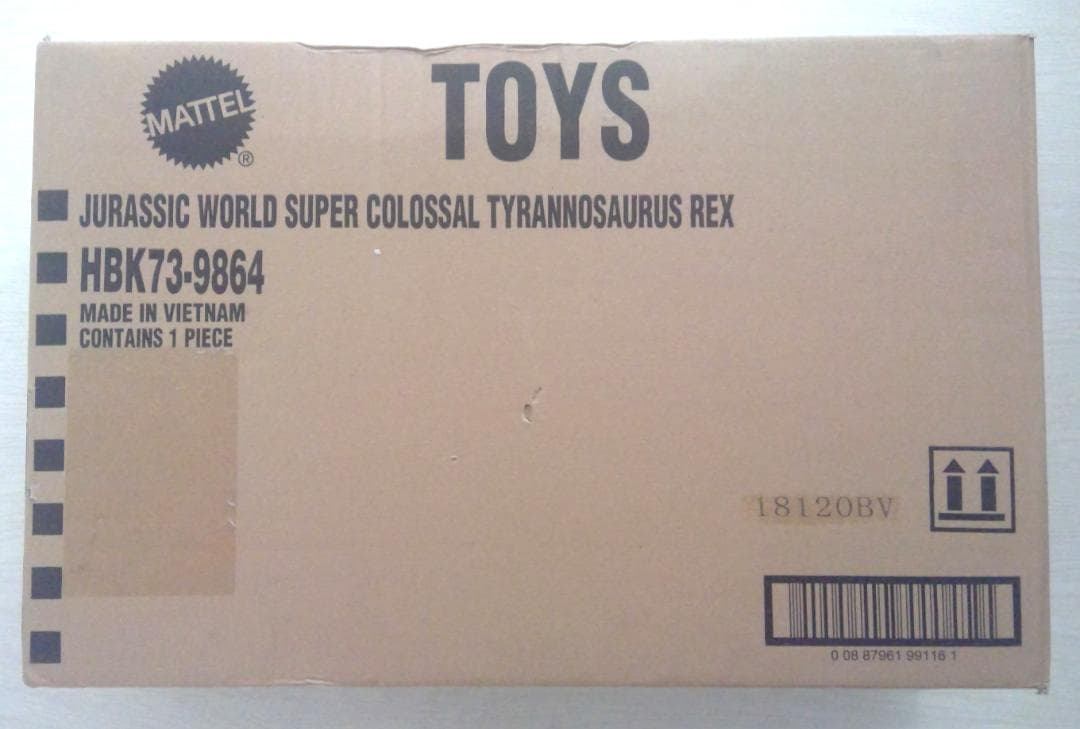 MATTEL
®
TOYS
JURASSIC WORLD SUPER COLOSSAL TYRANNOSAURUS REX
HBK73-9864
MADE IN VIETNAM
CONTAINS 1 PIECE
18120BV
0 08 87961 99116 1